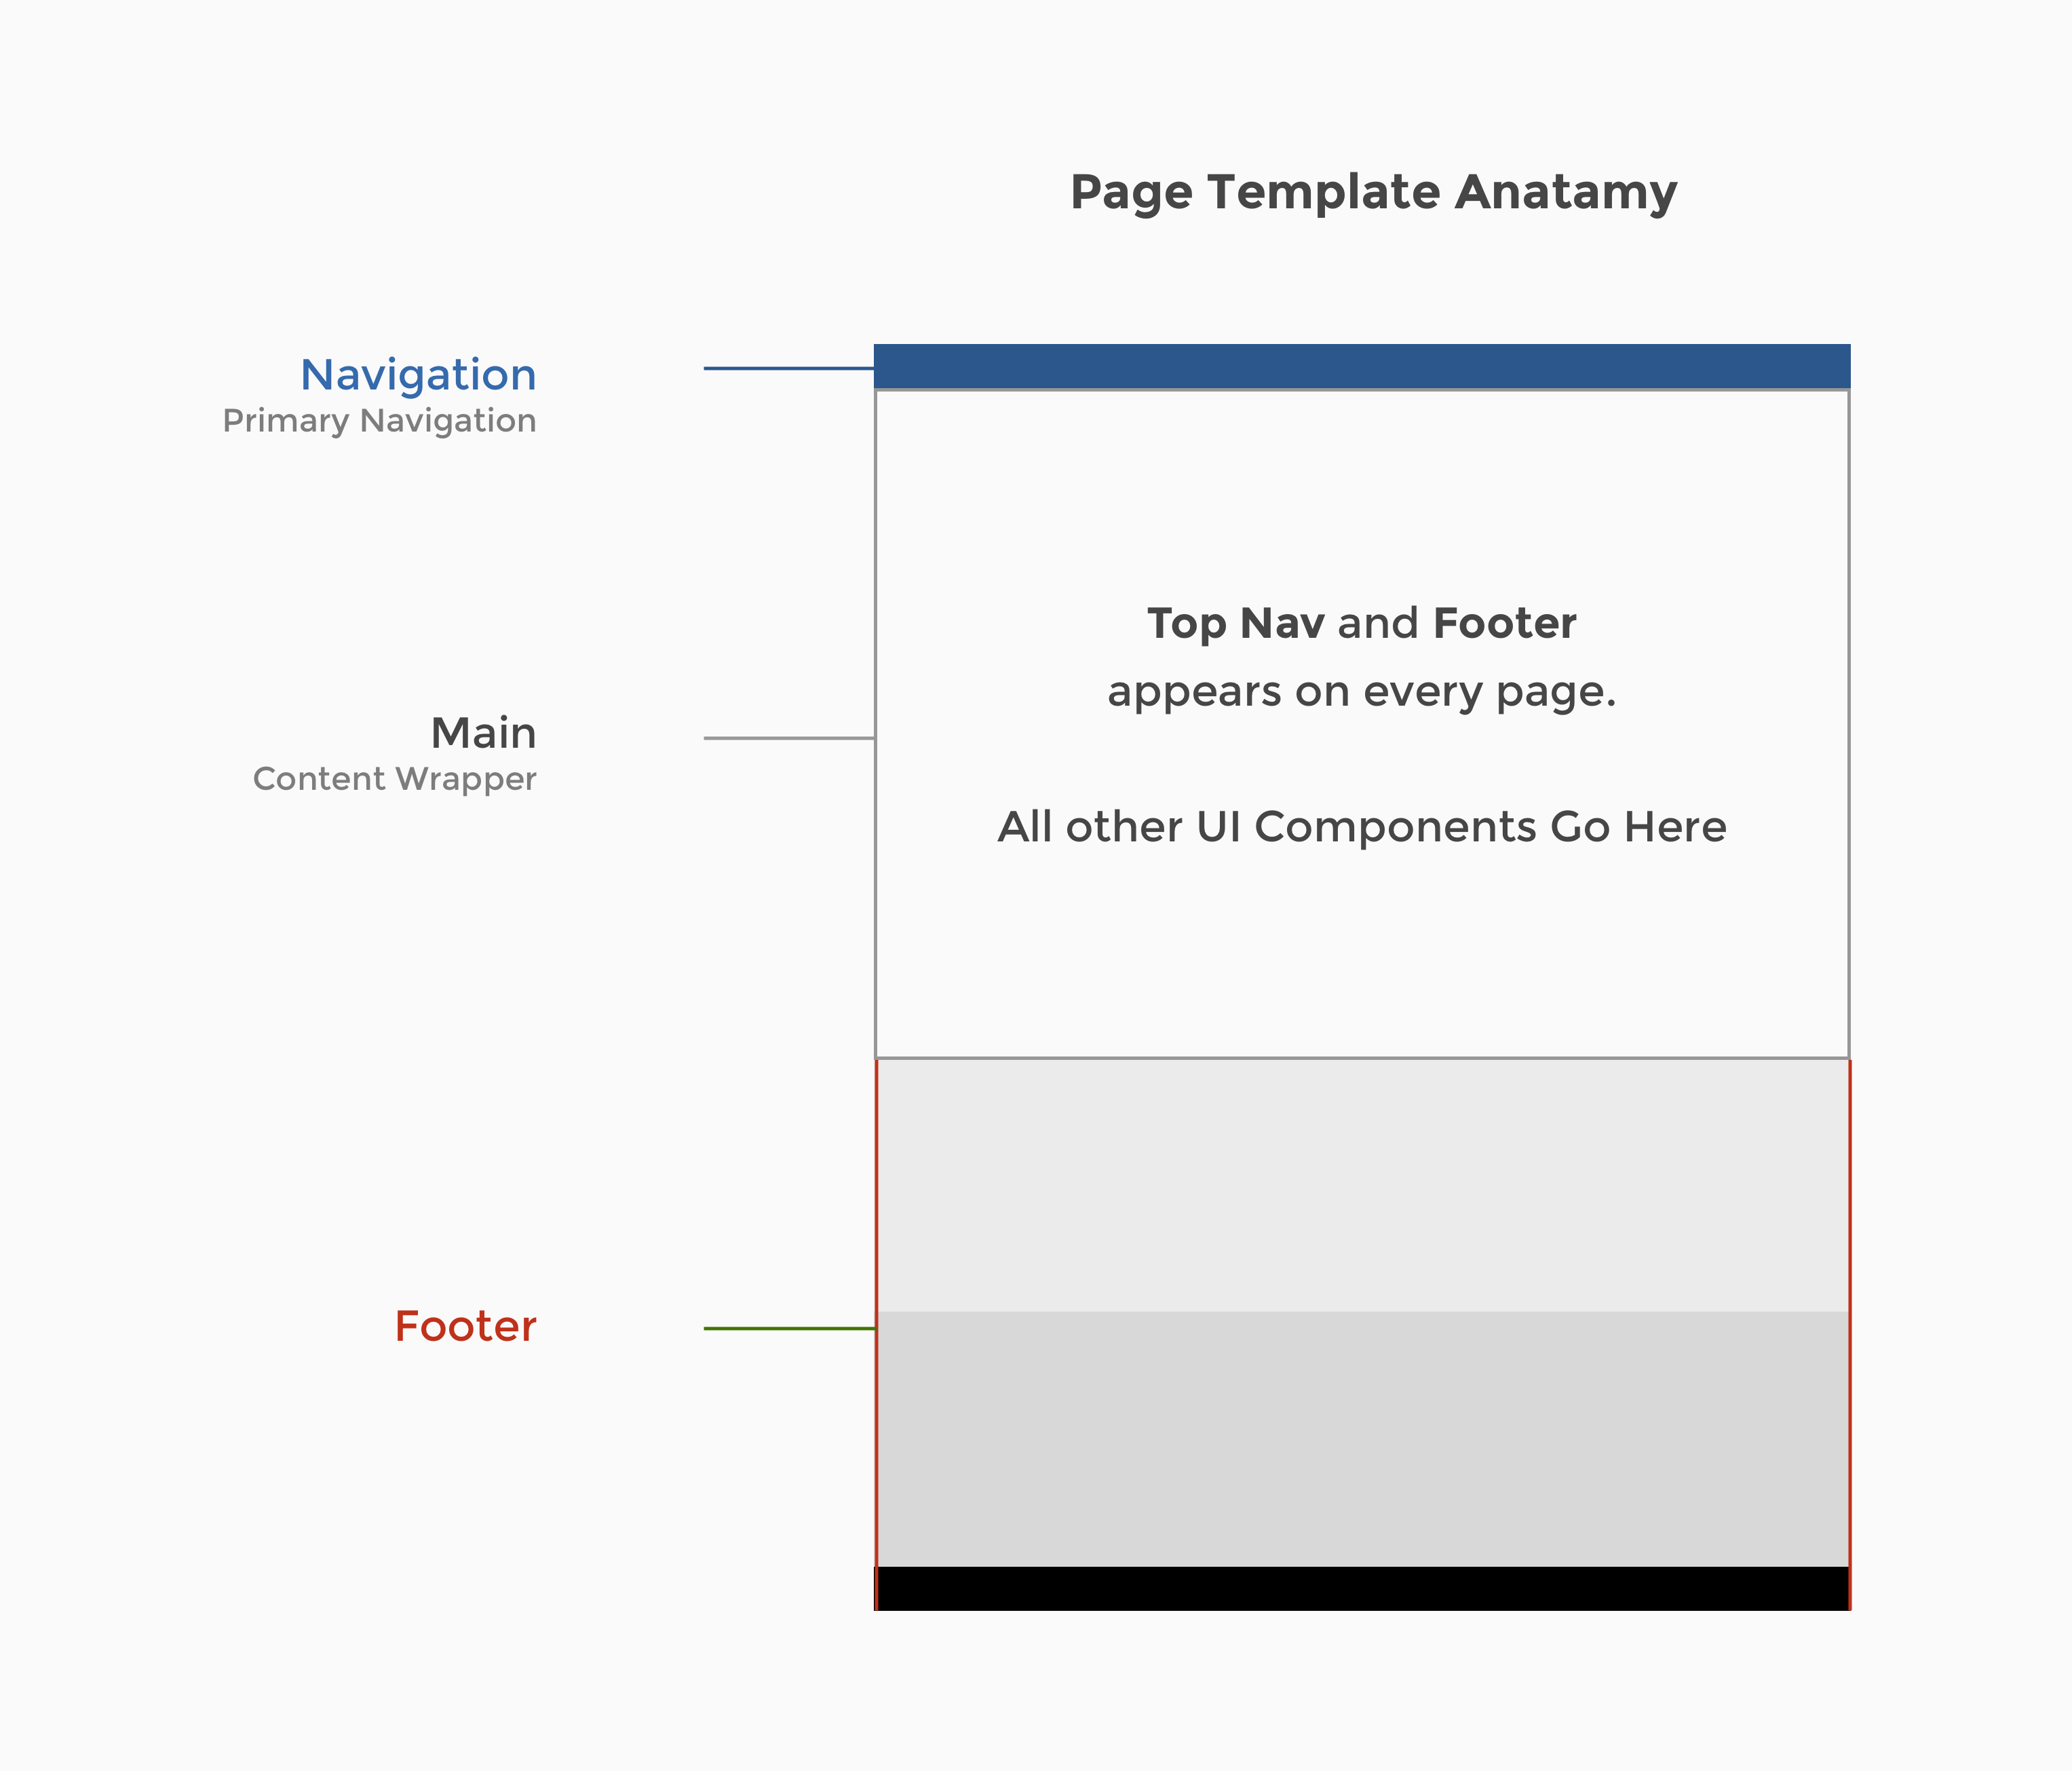 Page Template Anatamy
Navigation
Primary Navigation
Top Nav and Footer
appears on every page.
Main
Content Wrapper
All other UI Components Go Here
Footer